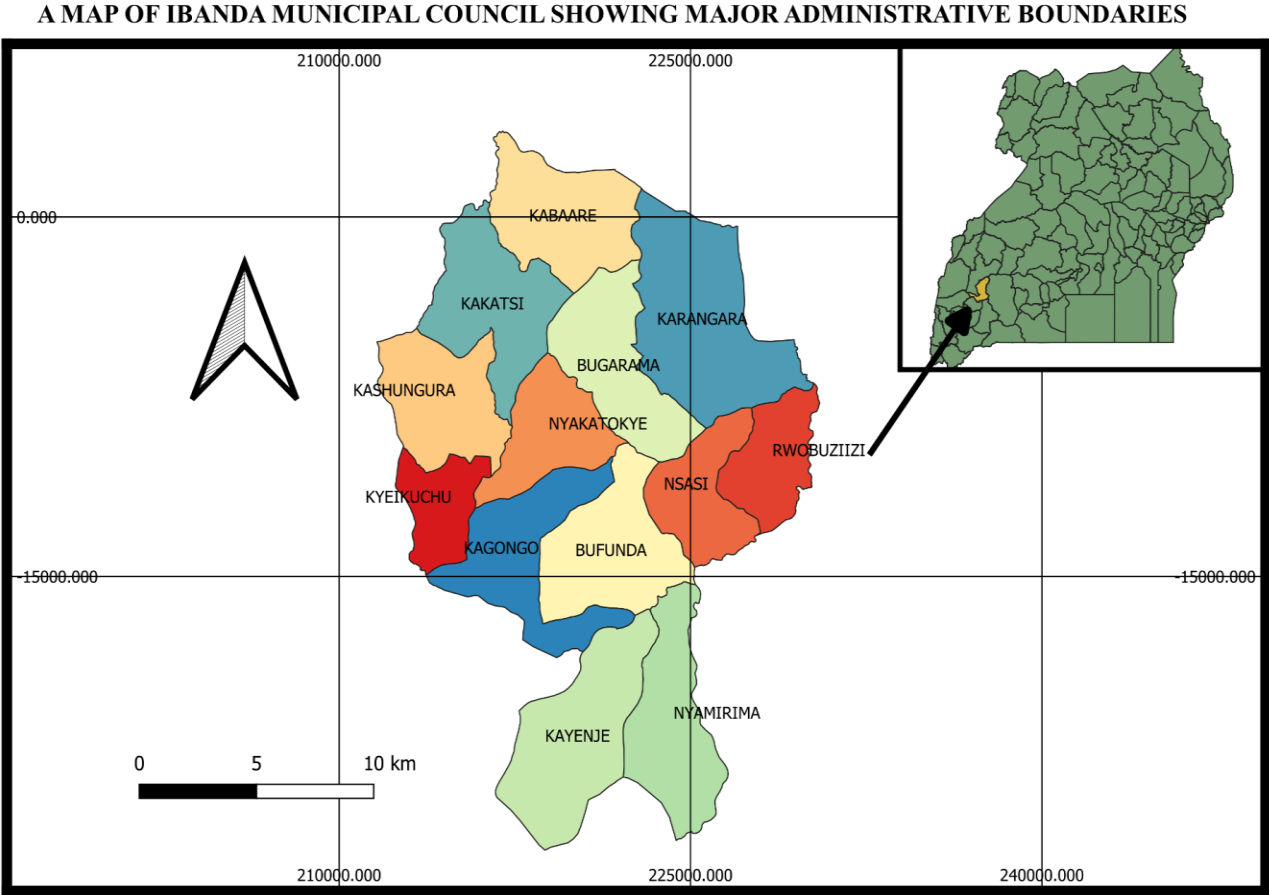 A MAP OF IBANDA MUNICIPAL COUNCIL SHOWING MAJOR ADMINISTRATIVE BOUNDARIES
210000.000
225000.000
0.000
KABAARE
KAKATSI
KARANGARA
BUGARAMA
KASHUNGURA
NYAKATOKYE
RWOBUZIIZI
NSASI
KYEIKUCHU
KAGONGO
BUFUNDA
-15000.000
-15000.000
NYAMIRIMA
KAYENJE
0 5 10 km
210000.000
225000.000
240000.000